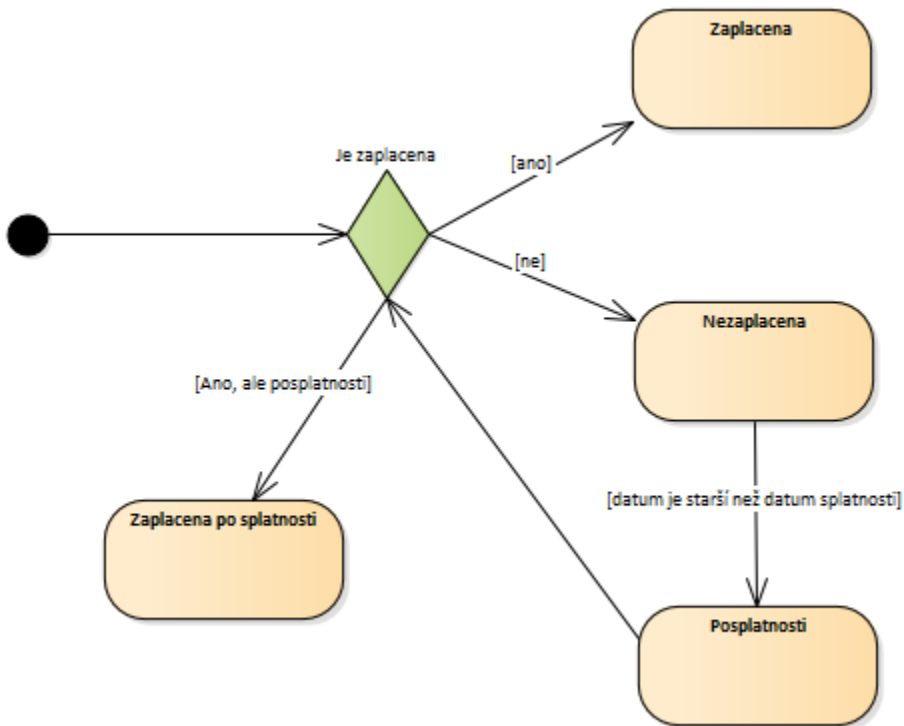 Zaplacena
Je zaplacena
[ano]
[ne]
Nezaplacena
[Ano, ale posplatnosti]
[datum je starší než datum splatnosti]
Zaplacena po splatnosti
Posplatnosti